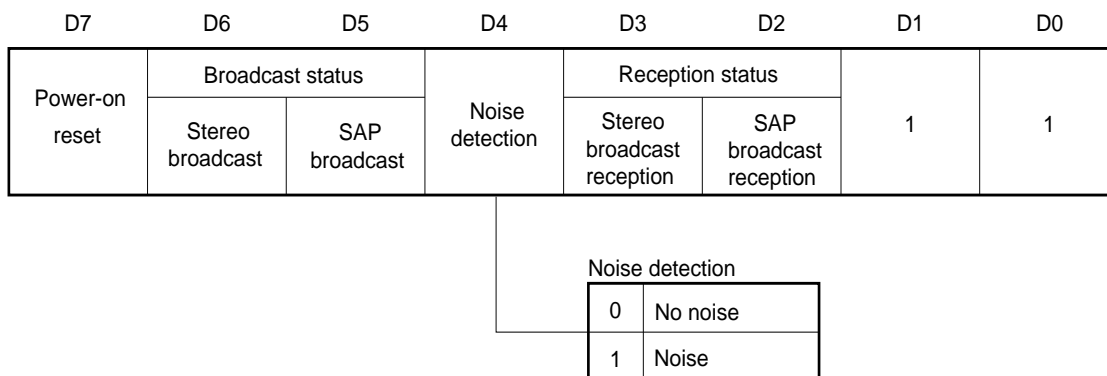 D7 D6 D5 D4 D3 D2 D1 D0
Power-on
reset
Broadcast status
Stereo
broadcast
SAP
broadcast
Noise
detection
Reception status
Stereo
broadcast
reception
SAP
broadcast
reception
1
1
Noise detection
0 No noise
1 Noise